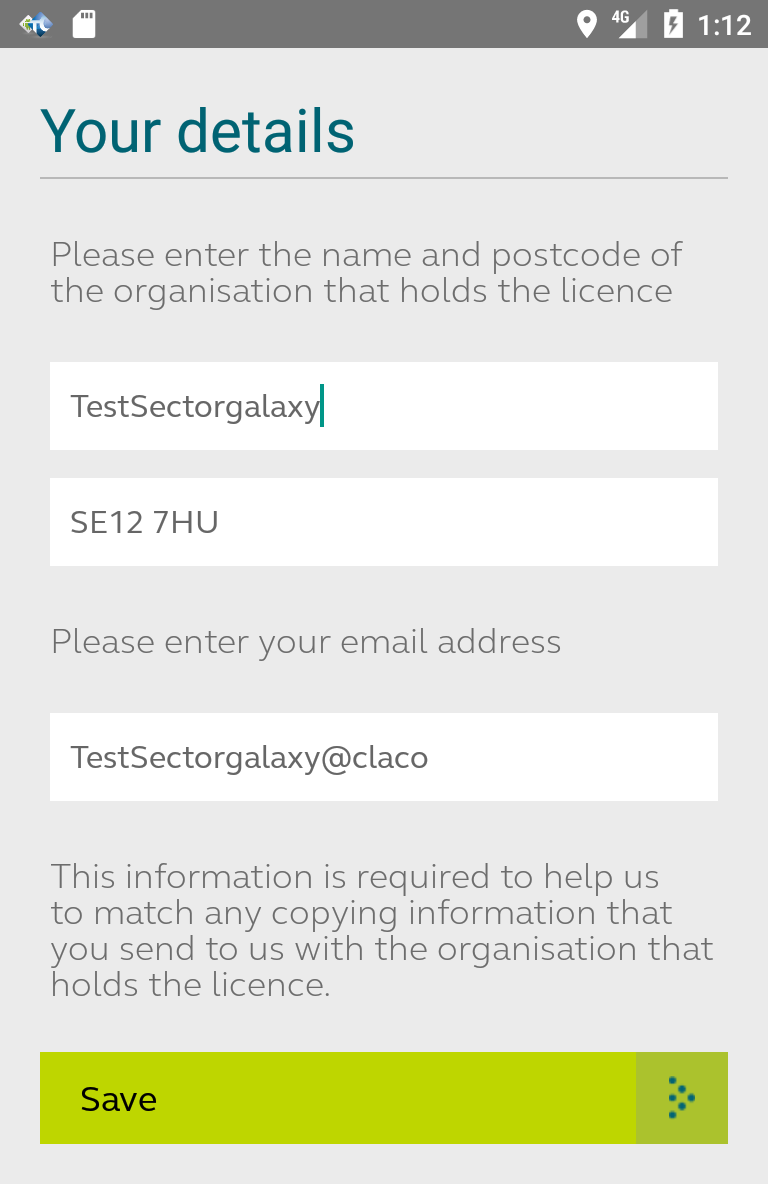 4G 1:12
Your details
Please enter the name and postcode of
the organisation that holds the licence
TestSectorgalaxy
SE12 7HU
Please enter your email address
TestSectorgalaxy@claco
This information is required to help us
to match any copying information that
you send to us with the organisation that
holds the licence.
Save